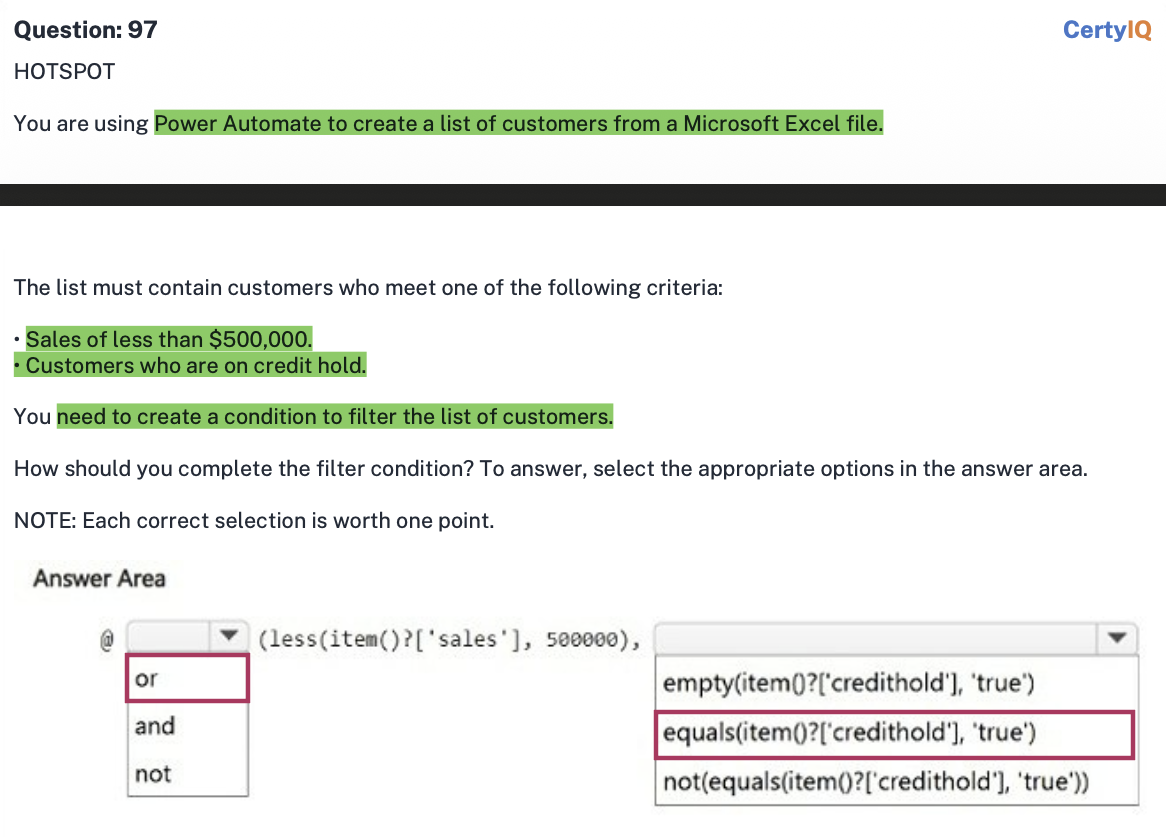 Question: 97
CertyIQ
HOTSPOT
You are using Power Automate to create a list of customers from a Microsoft Excel file.
The list must contain customers who meet one of the following criteria:
• Sales of less than $500,000.
• Customers who are on credit hold.
You need to create a condition to filter the list of customers.
How should you complete the filter condition? To answer, select the appropriate options in the answer area.
NOTE: Each correct selection is worth one point.
Answer Area
@ (less(item()?['sales'], 500000),
or
and
not
empty(item()?['credithold'], 'true')
equals(item()?['credithold'], 'true')
not(equals(item()?['credithold'], 'true'))